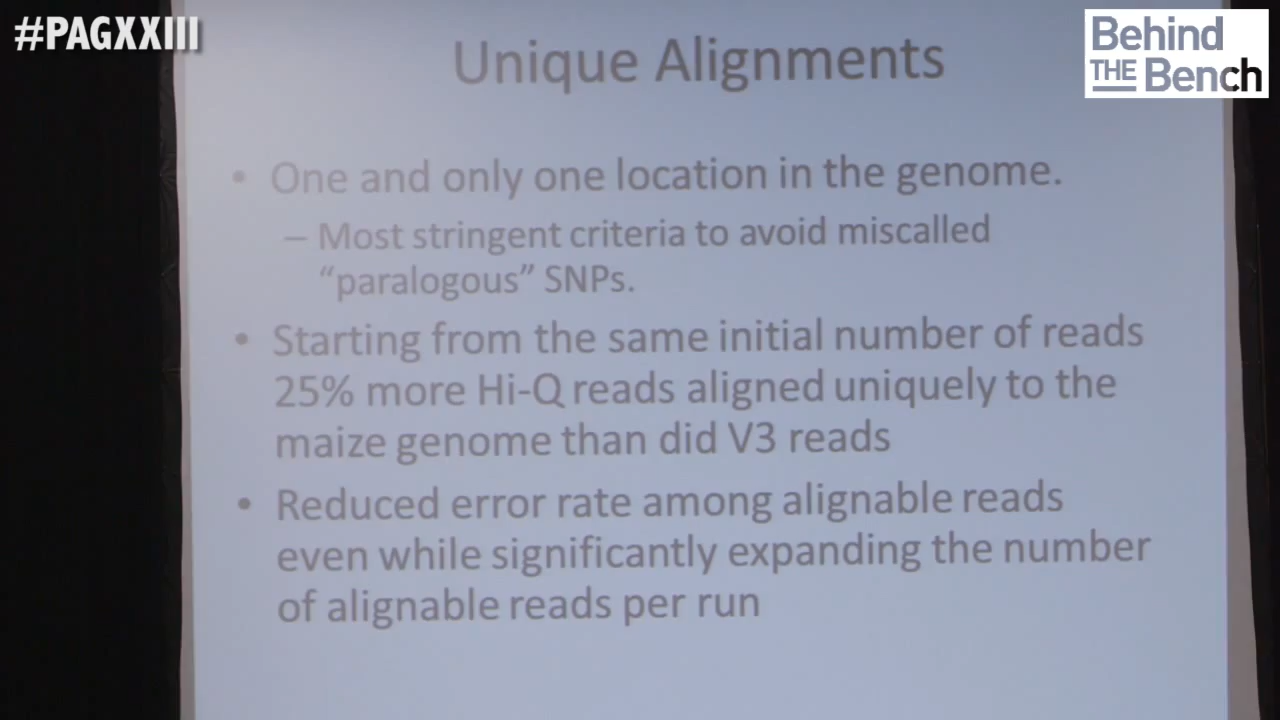 #PAGXXIII
Behind
THE Bench
Unique Alignments
• One and only one location in the genome.
– Most stringent criteria to avoid miscalled
“paralogous” SNPs.
• Starting from the same initial number of reads
25% more Hi-Q reads aligned uniquely to the
maize genome than did V3 reads
• Reduced error rate among alignable reads
even while significantly expanding the number
of alignable reads per run